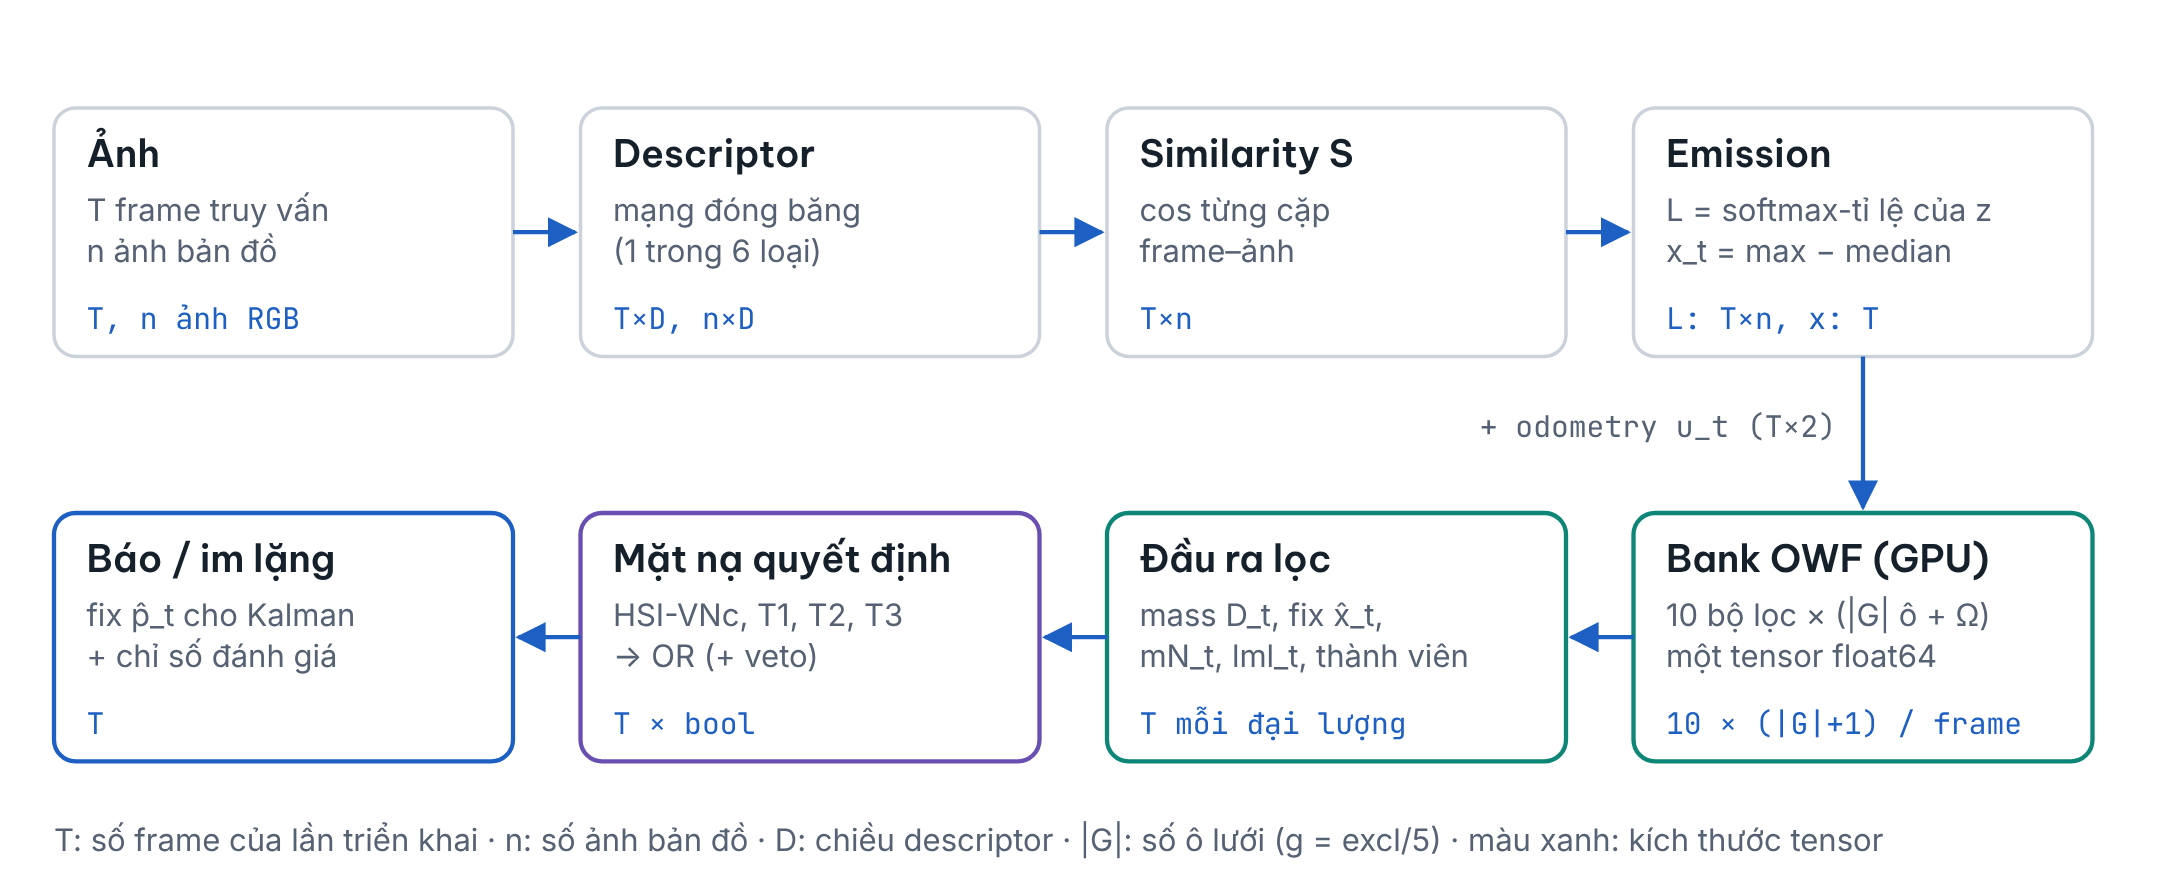 Ảnh
T frame truy vấn
n ảnh bản đồ
T, n ảnh RGB
Descriptor
mạng đóng băng
(1 trong 6 loại)
T×D, n×D
Similarity S
cos từng cặp
frame–ảnh
T×n
Emission
L = softmax-tỉ lệ của z
x_t = max − median
L: T×n, x: T
+ odometry u_t (T×2)
Bank OWF (GPU)
10 bộ lọc × (|G| ô + Ω)
một tensor float64
10 × (|G|+1) / frame
Đầu ra lọc
mass D_t, fix x̂_t,
mN_t, lml_t, thành viên
T mỗi đại lượng
Mặt nạ quyết định
HSI-VNc, T1, T2, T3
→ OR (+ veto)
T × bool
Báo / im lặng
fix p̂_t cho Kalman
+ chỉ số đánh giá
T
T: số frame của lần triển khai · n: số ảnh bản đồ · D: chiều descriptor · |G|: số ô lưới (g = excl/5) · màu xanh: kích thước tensor